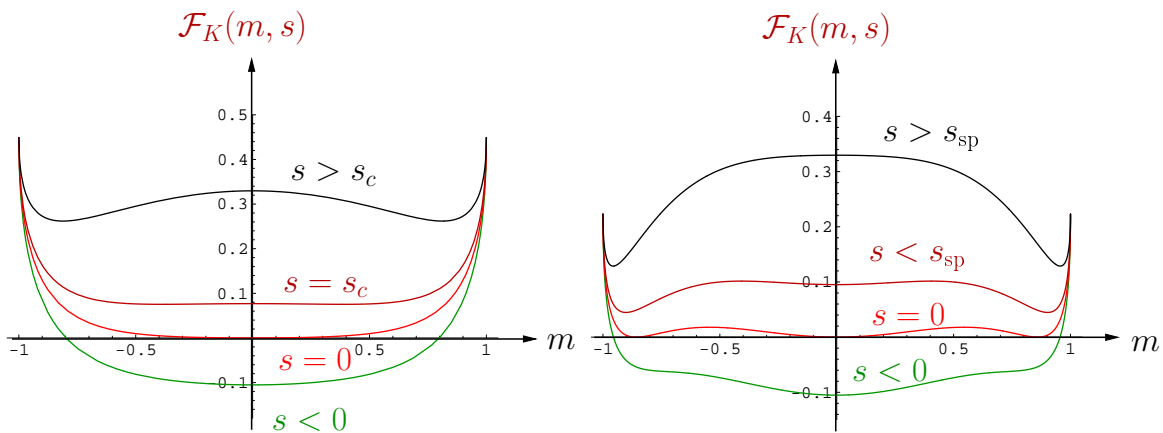 𝓕_K(m, s)
0.5
0.4
s > s_c
0.3
0.2
s = s_c
0.1
-1
-0.5
0.5
1
m
s = 0
0.1
s < 0
𝓕_K(m, s)
0.4
s > s_sp
0.3
0.2
s < s_sp
0.1
s = 0
-1
-0.5
0.5
1
m
s < 0
-0.1